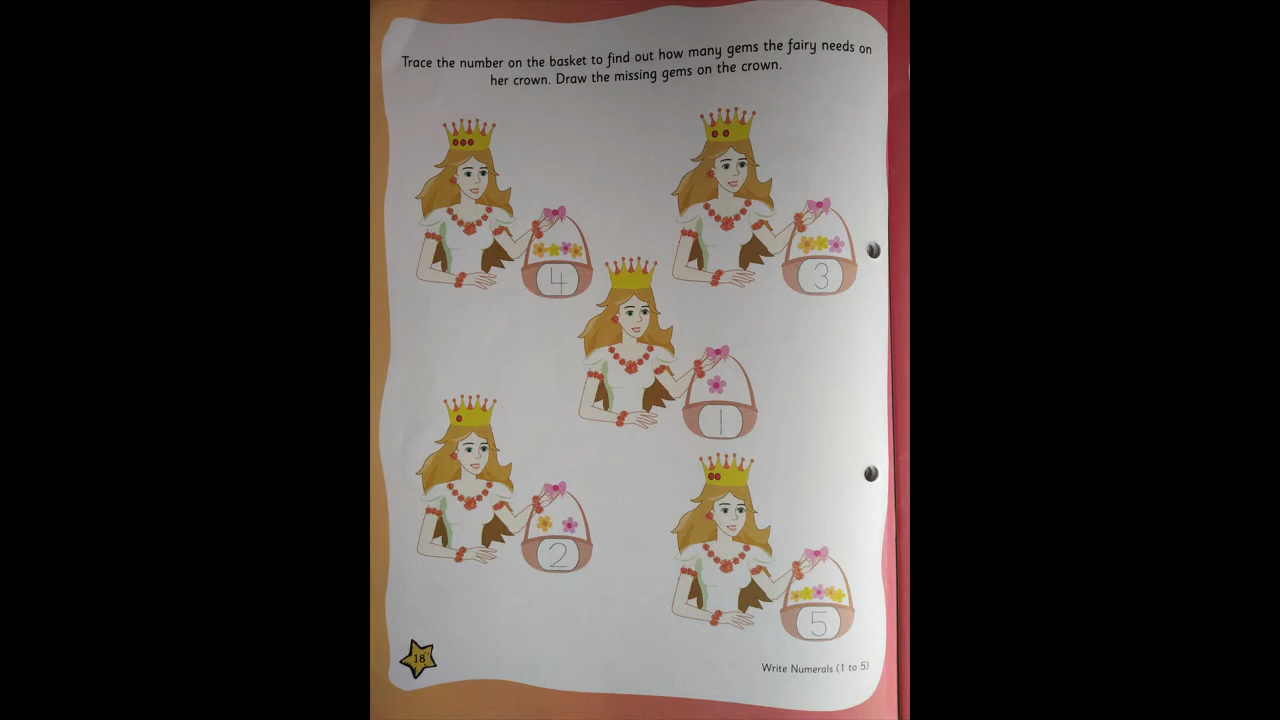 Trace the number on the basket to find out how many gems the fairy needs on
her crown. Draw the missing gems on the crown.
4
3
1
2
5
18
Write Numerals (1 to 5)